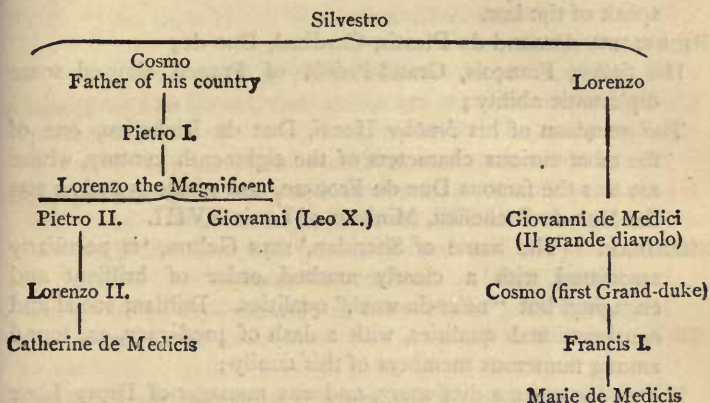 Silvestro
Cosmo
Father of his country
Lorenzo
Pietro I.
Lorenzo the Magnificent
Pietro II. Giovanni (Leo X.) Giovanni de Medici
(Il grande diavolo)
Lorenzo II. Cosmo (first Grand-duke)
Catherine de Medicis Francis I.
Marie de Medicis